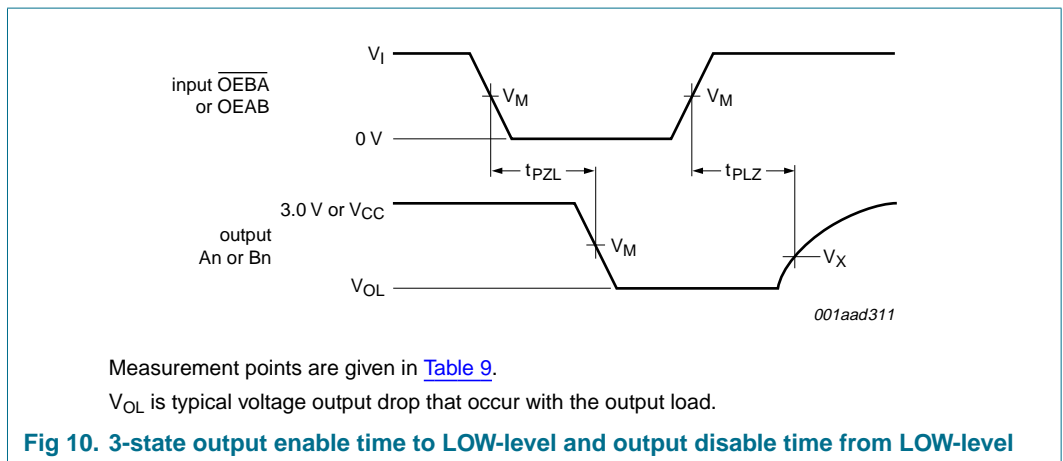 V_I
input O̅E̅B̅A̅
or OEAB
V_M
V_M
0 V
t_PZL
t_PLZ
3.0 V or V_CC
output
An or Bn
V_M
V_X
V_OL
001aad311
Measurement points are given in Table 9.
V_OL is typical voltage output drop that occur with the output load.
Fig 10. 3-state output enable time to LOW-level and output disable time from LOW-level